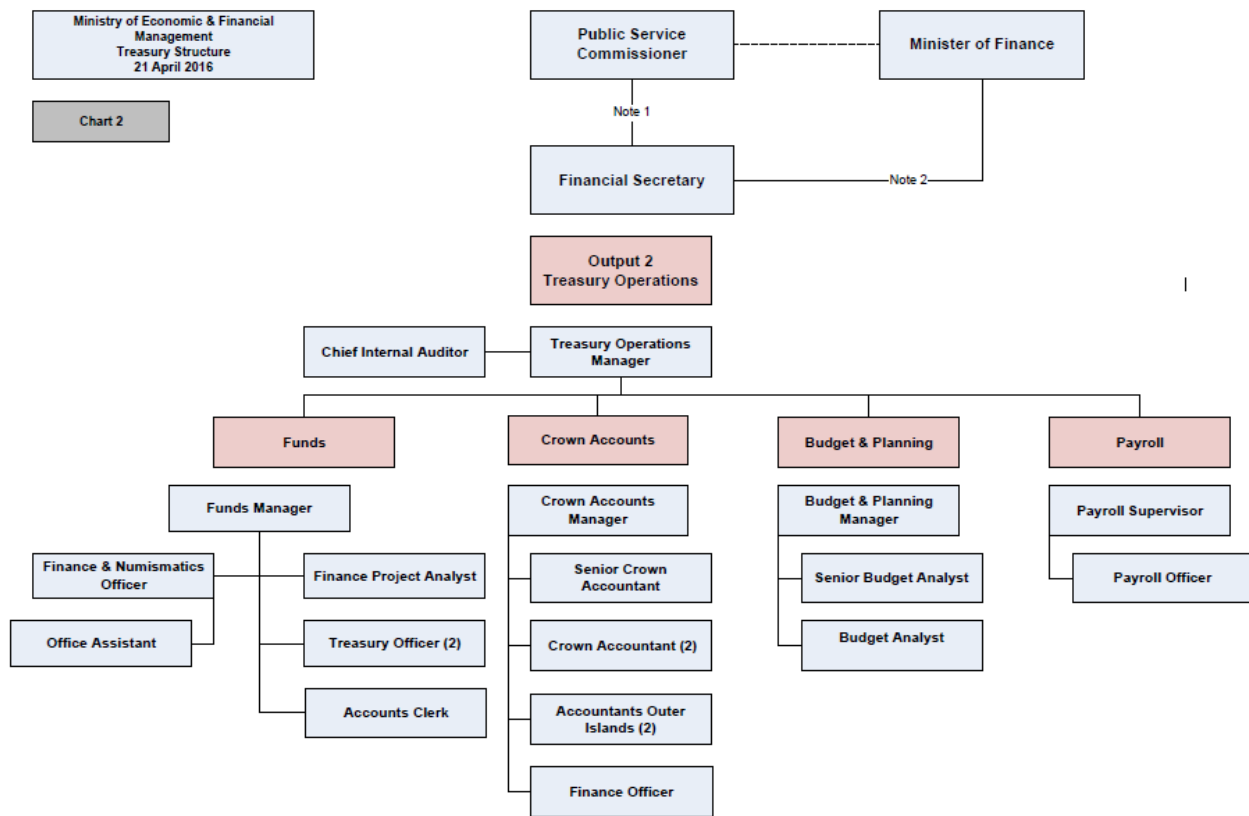 Ministry of Economic & Financial
Management
Treasury Structure
21 April 2016
Chart 2
Public Service
Commissioner
Minister of Finance
Note 1
Financial Secretary
Note 2
Output 2
Treasury Operations
Chief Internal Auditor
Treasury Operations
Manager
Funds
Crown Accounts
Budget & Planning
Payroll
Funds Manager
Crown Accounts
Manager
Budget & Planning
Manager
Payroll Supervisor
Finance & Numismatics
Officer
Finance Project Analyst
Senior Crown
Accountant
Senior Budget Analyst
Payroll Officer
Office Assistant
Treasury Officer (2)
Crown Accountant (2)
Budget Analyst
Accounts Clerk
Accountants Outer
Islands (2)
Finance Officer